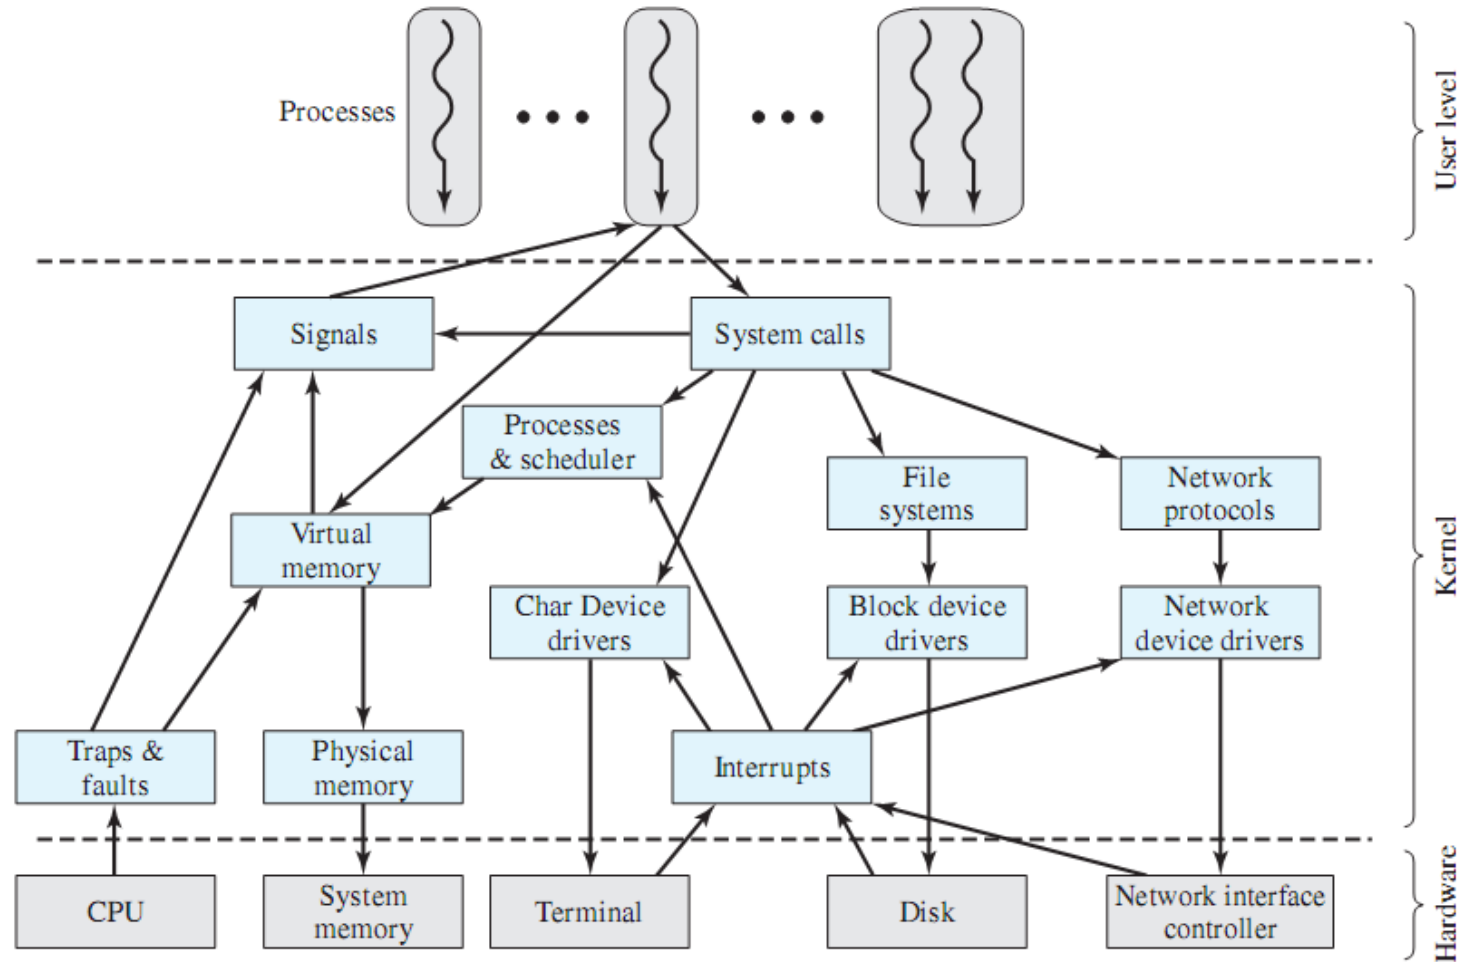 Processes
User level
Signals
System calls
Processes
& scheduler
File
systems
Network
protocols
Virtual
memory
Kernel
Char Device
drivers
Block device
drivers
Network
device drivers
Traps &
faults
Physical
memory
Interrupts
CPU
System
memory
Terminal
Disk
Network interface
controller
Hardware